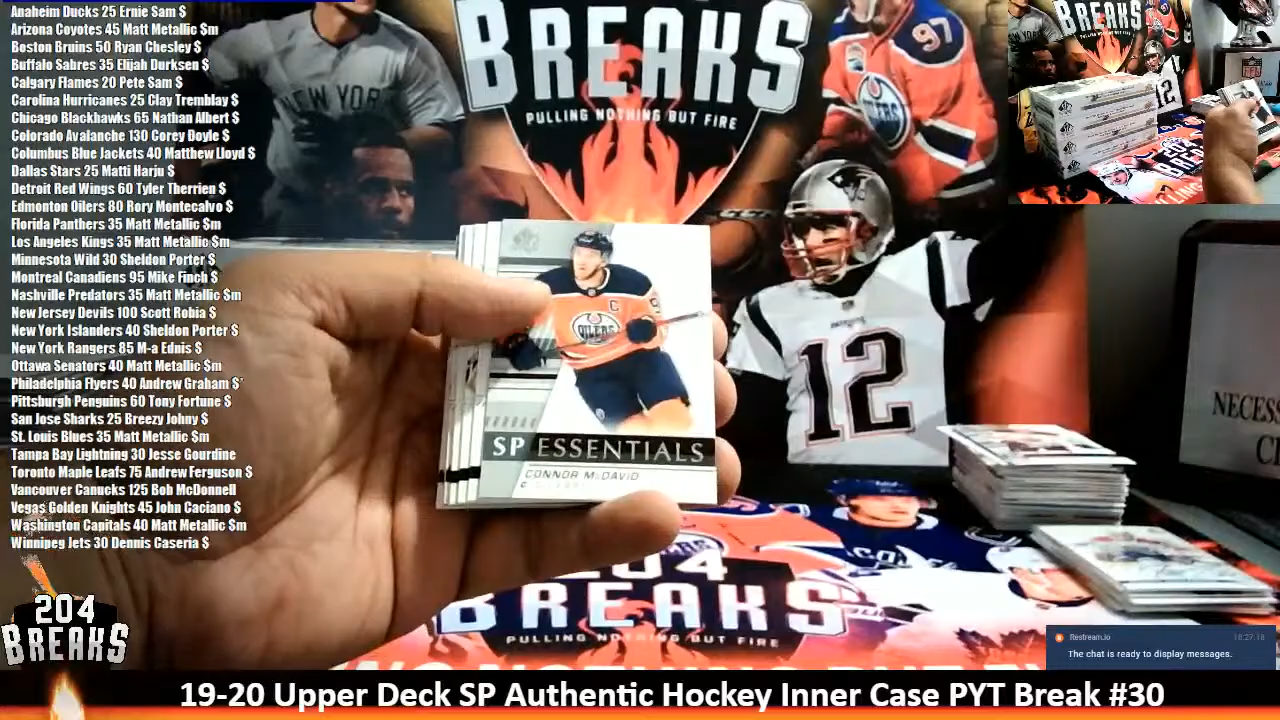 Anaheim Ducks 25 Ernie Sam $
Arizona Coyotes 45 Matt Metallic $m
Boston Bruins 50 Ryan Chesley $
Buffalo Sabres 35 Elijah Durksen $
Calgary Flames 20 Pete Sam $
Carolina Hurricanes 25 Clay Tremblay $
Chicago Blackhawks 65 Nathan Albert $
Colorado Avalanche 130 Corey Doyle $
Columbus Blue Jackets 40 Matthew Lloyd $
Dallas Stars 25 Matti Harju $
Detroit Red Wings 60 Tyler Therrien $
Edmonton Oilers 80 Rory Montecalvo $
Florida Panthers 35 Matt Metallic $m
Los Angeles Kings 35 Matt Metallic $m
Minnesota Wild 30 Sheldon Porter $
Montreal Canadiens 95 Mike Finch $
Nashville Predators 35 Matt Metallic $m
New Jersey Devils 100 Scott Robia $
New York Islanders 40 Sheldon Porter $
New York Rangers 85 M-a Ednis $
Ottawa Senators 40 Matt Metallic $m
Philadelphia Flyers 40 Andrew Graham $'
Pittsburgh Penguins 60 Tony Fortune $
San Jose Sharks 25 Breezy Johny $
St. Louis Blues 35 Matt Metallic $m
Tampa Bay Lightning 30 Jesse Gourdine
Toronto Maple Leafs 75 Andrew Ferguson $
Vancouver Canucks 125 Bob McDonnell
Vegas Golden Knights 45 John Caciano $
Washington Capitals 40 Matt Metallic $m
Winnipeg Jets 30 Dennis Caseria $
204
BREAKS
NEW YORK
BREAKS
PULLING NOTHING BUT FIRE
97
OILERS
PATRIOTS
12
BREAKS
PULLING NOTHING BUT FIRE
12
NECESS
OILERS
C
SP ESSENTIALS
CONNOR McDAVID
204
BREAKS
PULLING NOTHING BUT FIRE
Restream.io
18:27:18
The chat is ready to display messages.
19-20 Upper Deck SP Authentic Hockey Inner Case PYT Break #30